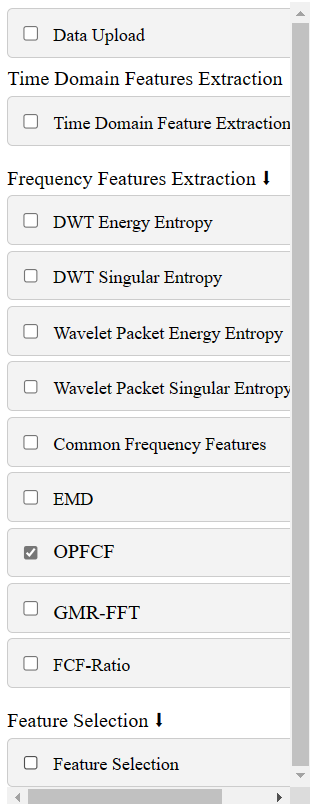 Data Upload
Time Domain Features Extraction
Time Domain Feature Extraction
Frequency Features Extraction ⬇
DWT Energy Entropy
DWT Singular Entropy
Wavelet Packet Energy Entropy
Wavelet Packet Singular Entropy
Common Frequency Features
EMD
OPFCF
GMR-FFT
FCF-Ratio
Feature Selection ⬇
Feature Selection